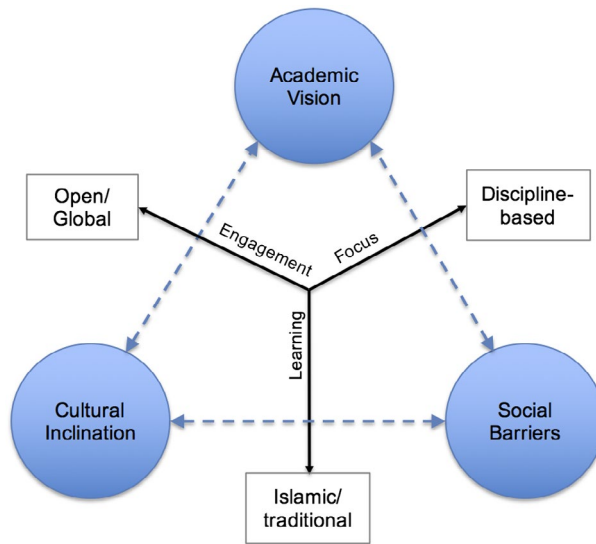 Academic
Vision
Open/
Global
Discipline-
based
Engagement
Focus
Learning
Cultural
Inclination
Social
Barriers
Islamic/
traditional